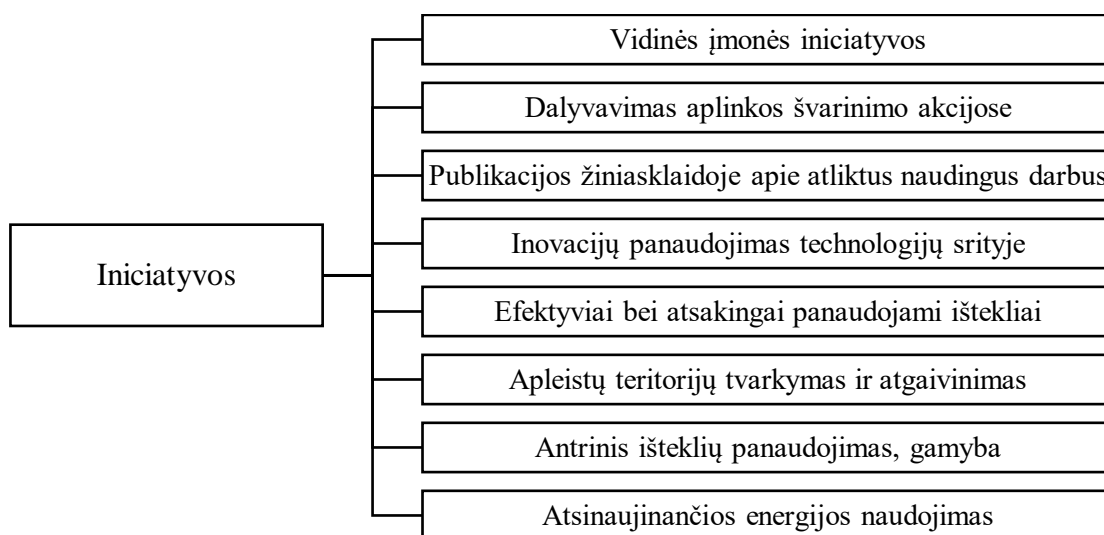 Iniciatyvos
Vidinės įmonės iniciatyvos
Dalyvavimas aplinkos švarinimo akcijose
Publikacijos žiniasklaidoje apie atliktus naudingus darbus
Inovacijų panaudojimas technologijų srityje
Efektyviai bei atsakingai panaudojami ištekliai
Apleistų teritorijų tvarkymas ir atgaivinimas
Antrinis išteklių panaudojimas, gamyba
Atsinaujinančios energijos naudojimas